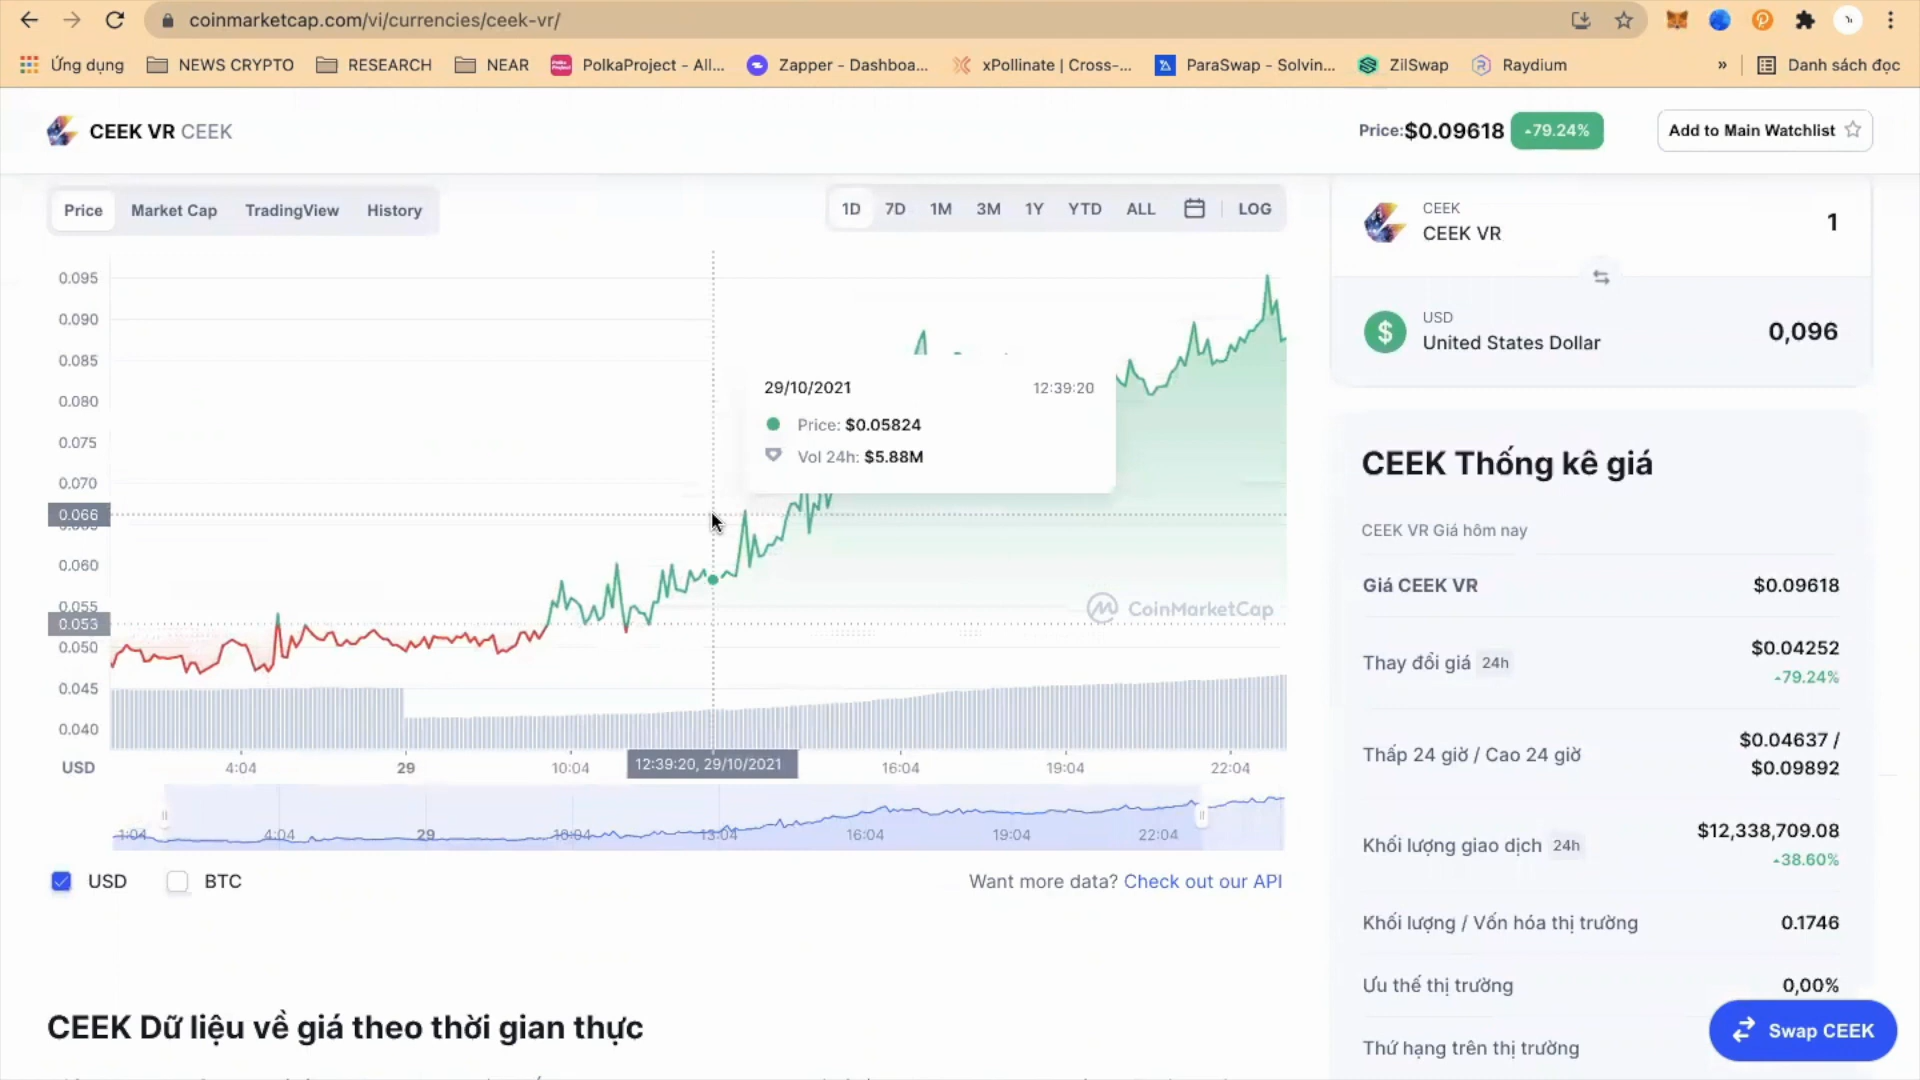 coinmarketcap.com/vi/currencies/ceek-vr/
Ứng dụng NEWS CRYPTO RESEARCH NEAR PolkaProject - All... Zapper - Dashboa... xPollinate | Cross-... ParaSwap - Solvin... ZilSwap Raydium » Danh sách đọc
CEEK VR CEEK
Price:$0.09618 79.24%
Add to Main Watchlist
Price Market Cap TradingView History
1D 7D 1M 3M 1Y YTD ALL LOG
0.095
0.090
0.085
0.080
0.075
0.070
0.066
0.060
0.055
0.053
0.050
0.045
0.040
29/10/2021 12:39:20
Price: $0.05824
Vol 24h: $5.88M
CoinMarketCap
USD 4:04 29 10:04 12:39:20, 29/10/2021 16:04 19:04 22:04
1:04 4:04 29 10:04 13:04 16:04 19:04 22:04
USD BTC
Want more data? Check out our API
CEEK Dữ liệu về giá theo thời gian thực
CEEK
CEEK VR
1
USD
United States Dollar
0,096
CEEK Thống kê giá
CEEK VR Giá hôm nay
Giá CEEK VR $0.09618
Thay đổi giá 24h $0.04252
79.24%
Thấp 24 giờ / Cao 24 giờ $0.04637 /
$0.09892
Khối lượng giao dịch 24h $12,338,709.08
38.60%
Khối lượng / Vốn hóa thị trường 0.1746
Ưu thế thị trường 0,00%
Thứ hạng trên thị trường
Swap CEEK